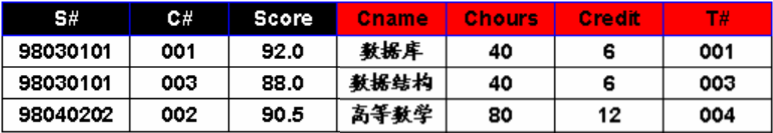 S# C# Score Cname Chours Credit T#
98030101 001 92.0 数据库 40 6 001
98030101 003 88.0 数据结构 40 6 003
98040202 002 90.5 高等数学 80 12 004